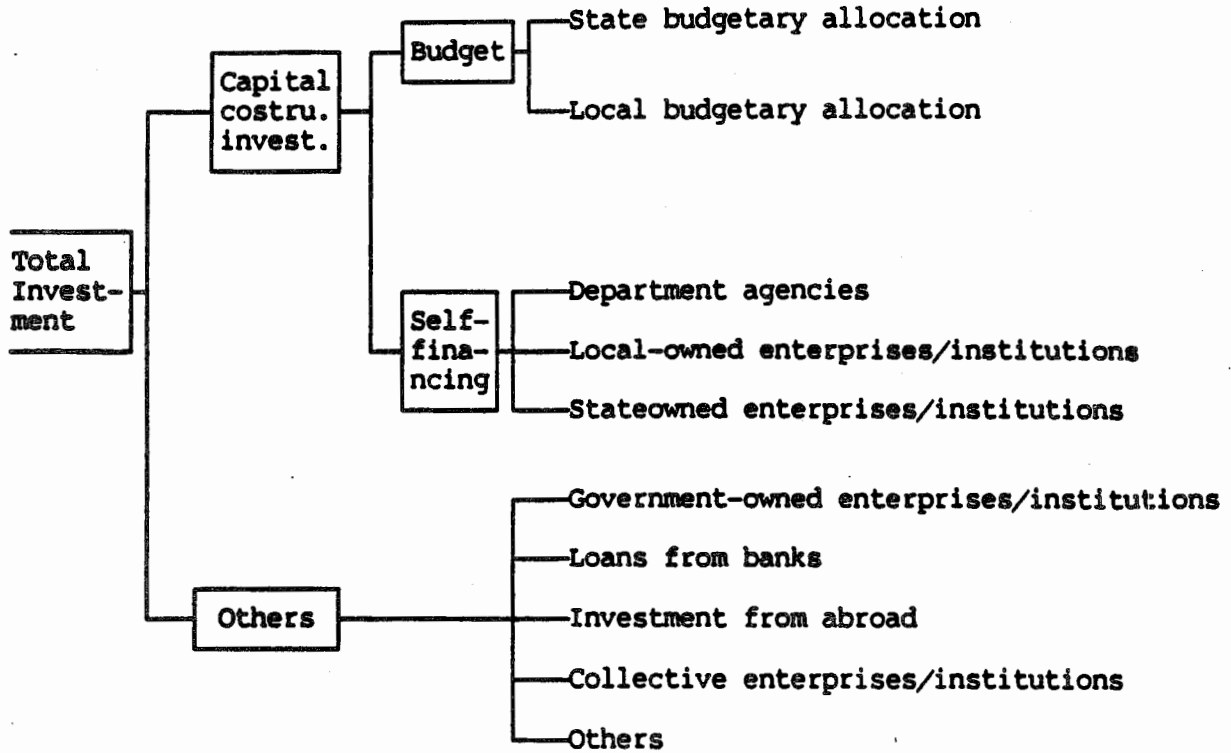 State budgetary allocation
Budget
Capital
costru.
invest.
Local budgetary allocation
Total
Invest-
ment
Department agencies
Self-
fina-
ncing
Local-owned enterprises/institutions
Stateowned enterprises/institutions
Government-owned enterprises/institutions
Loans from banks
Others
Investment from abroad
Collective enterprises/institutions
Others